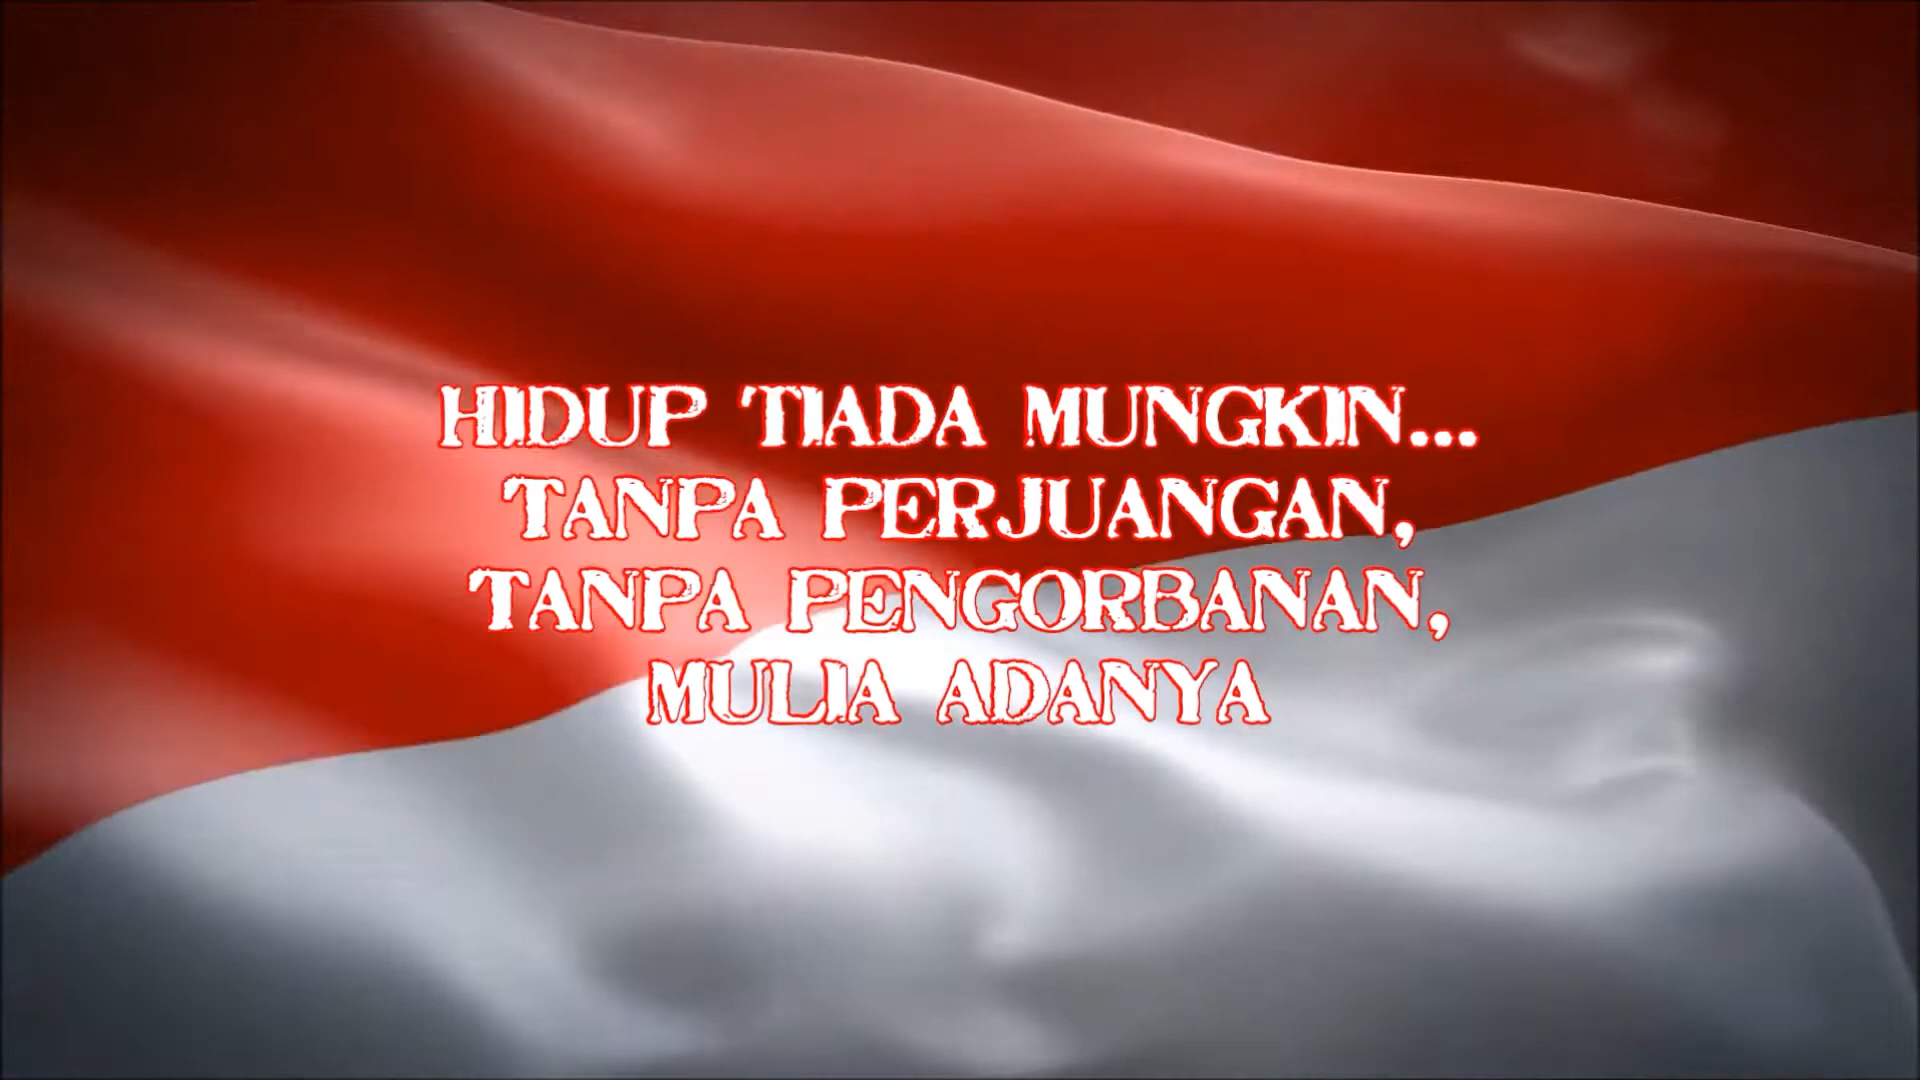 HIDUP TIADA MUNGKIN...
TANPA PERJUANGAN,
TANPA PENGORBANAN,
MULIA ADANYA